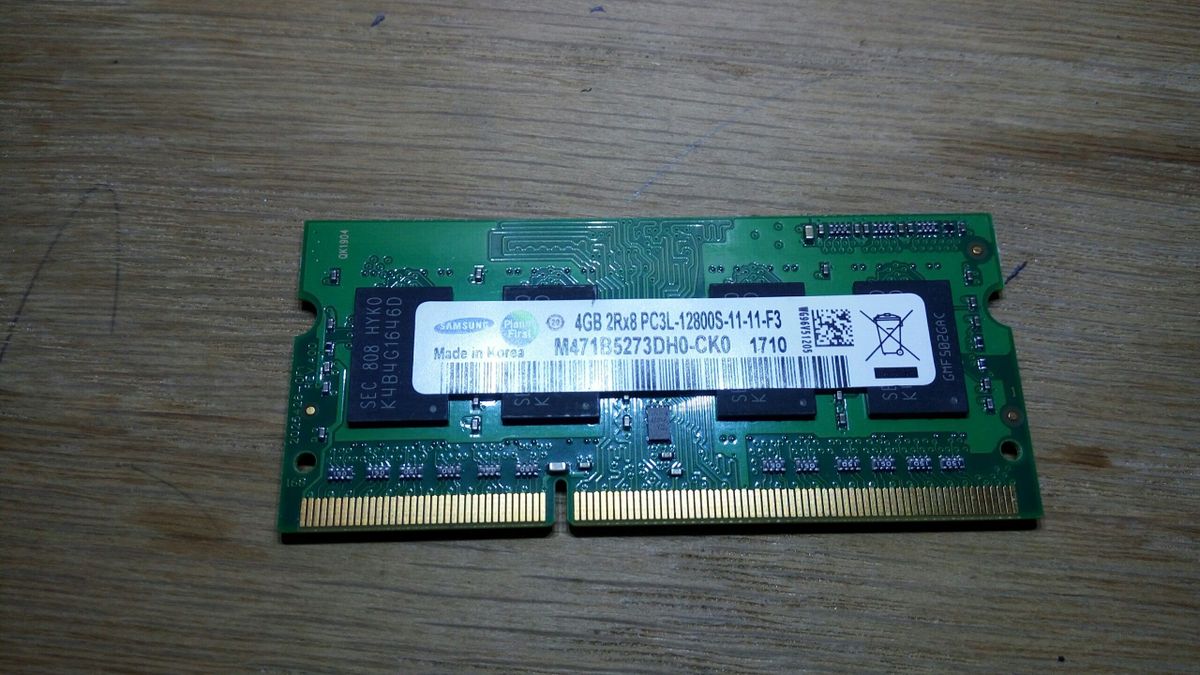 QK1904
SAMSUNG
Planet First
4GB 2Rx8 PC3L-12800S-11-11-F3
Made in Korea
M471B5273DH0-CK0 1710
SEC 808 HYK0
K4B4G1646D
GMF502GAC